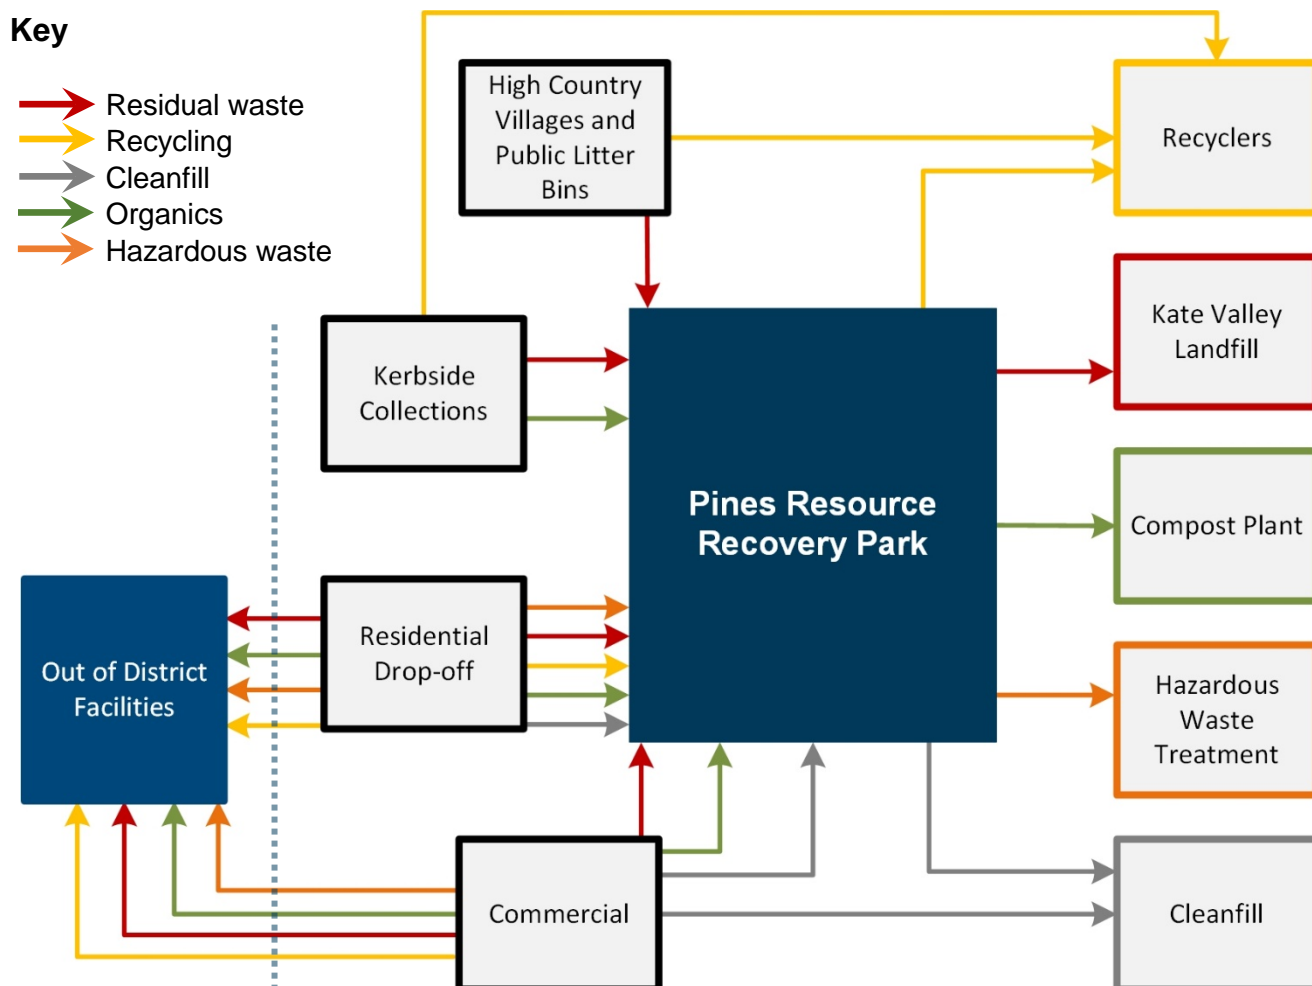 Key
Residual waste
Recycling
Cleanfill
Organics
Hazardous waste
High Country
Villages and
Public Litter
Bins
Recyclers
Kate Valley
Landfill
Kerbside
Collections
Pines Resource
Recovery Park
Compost Plant
Residential
Drop-off
Out of District
Facilities
Hazardous
Waste
Treatment
Commercial
Cleanfill